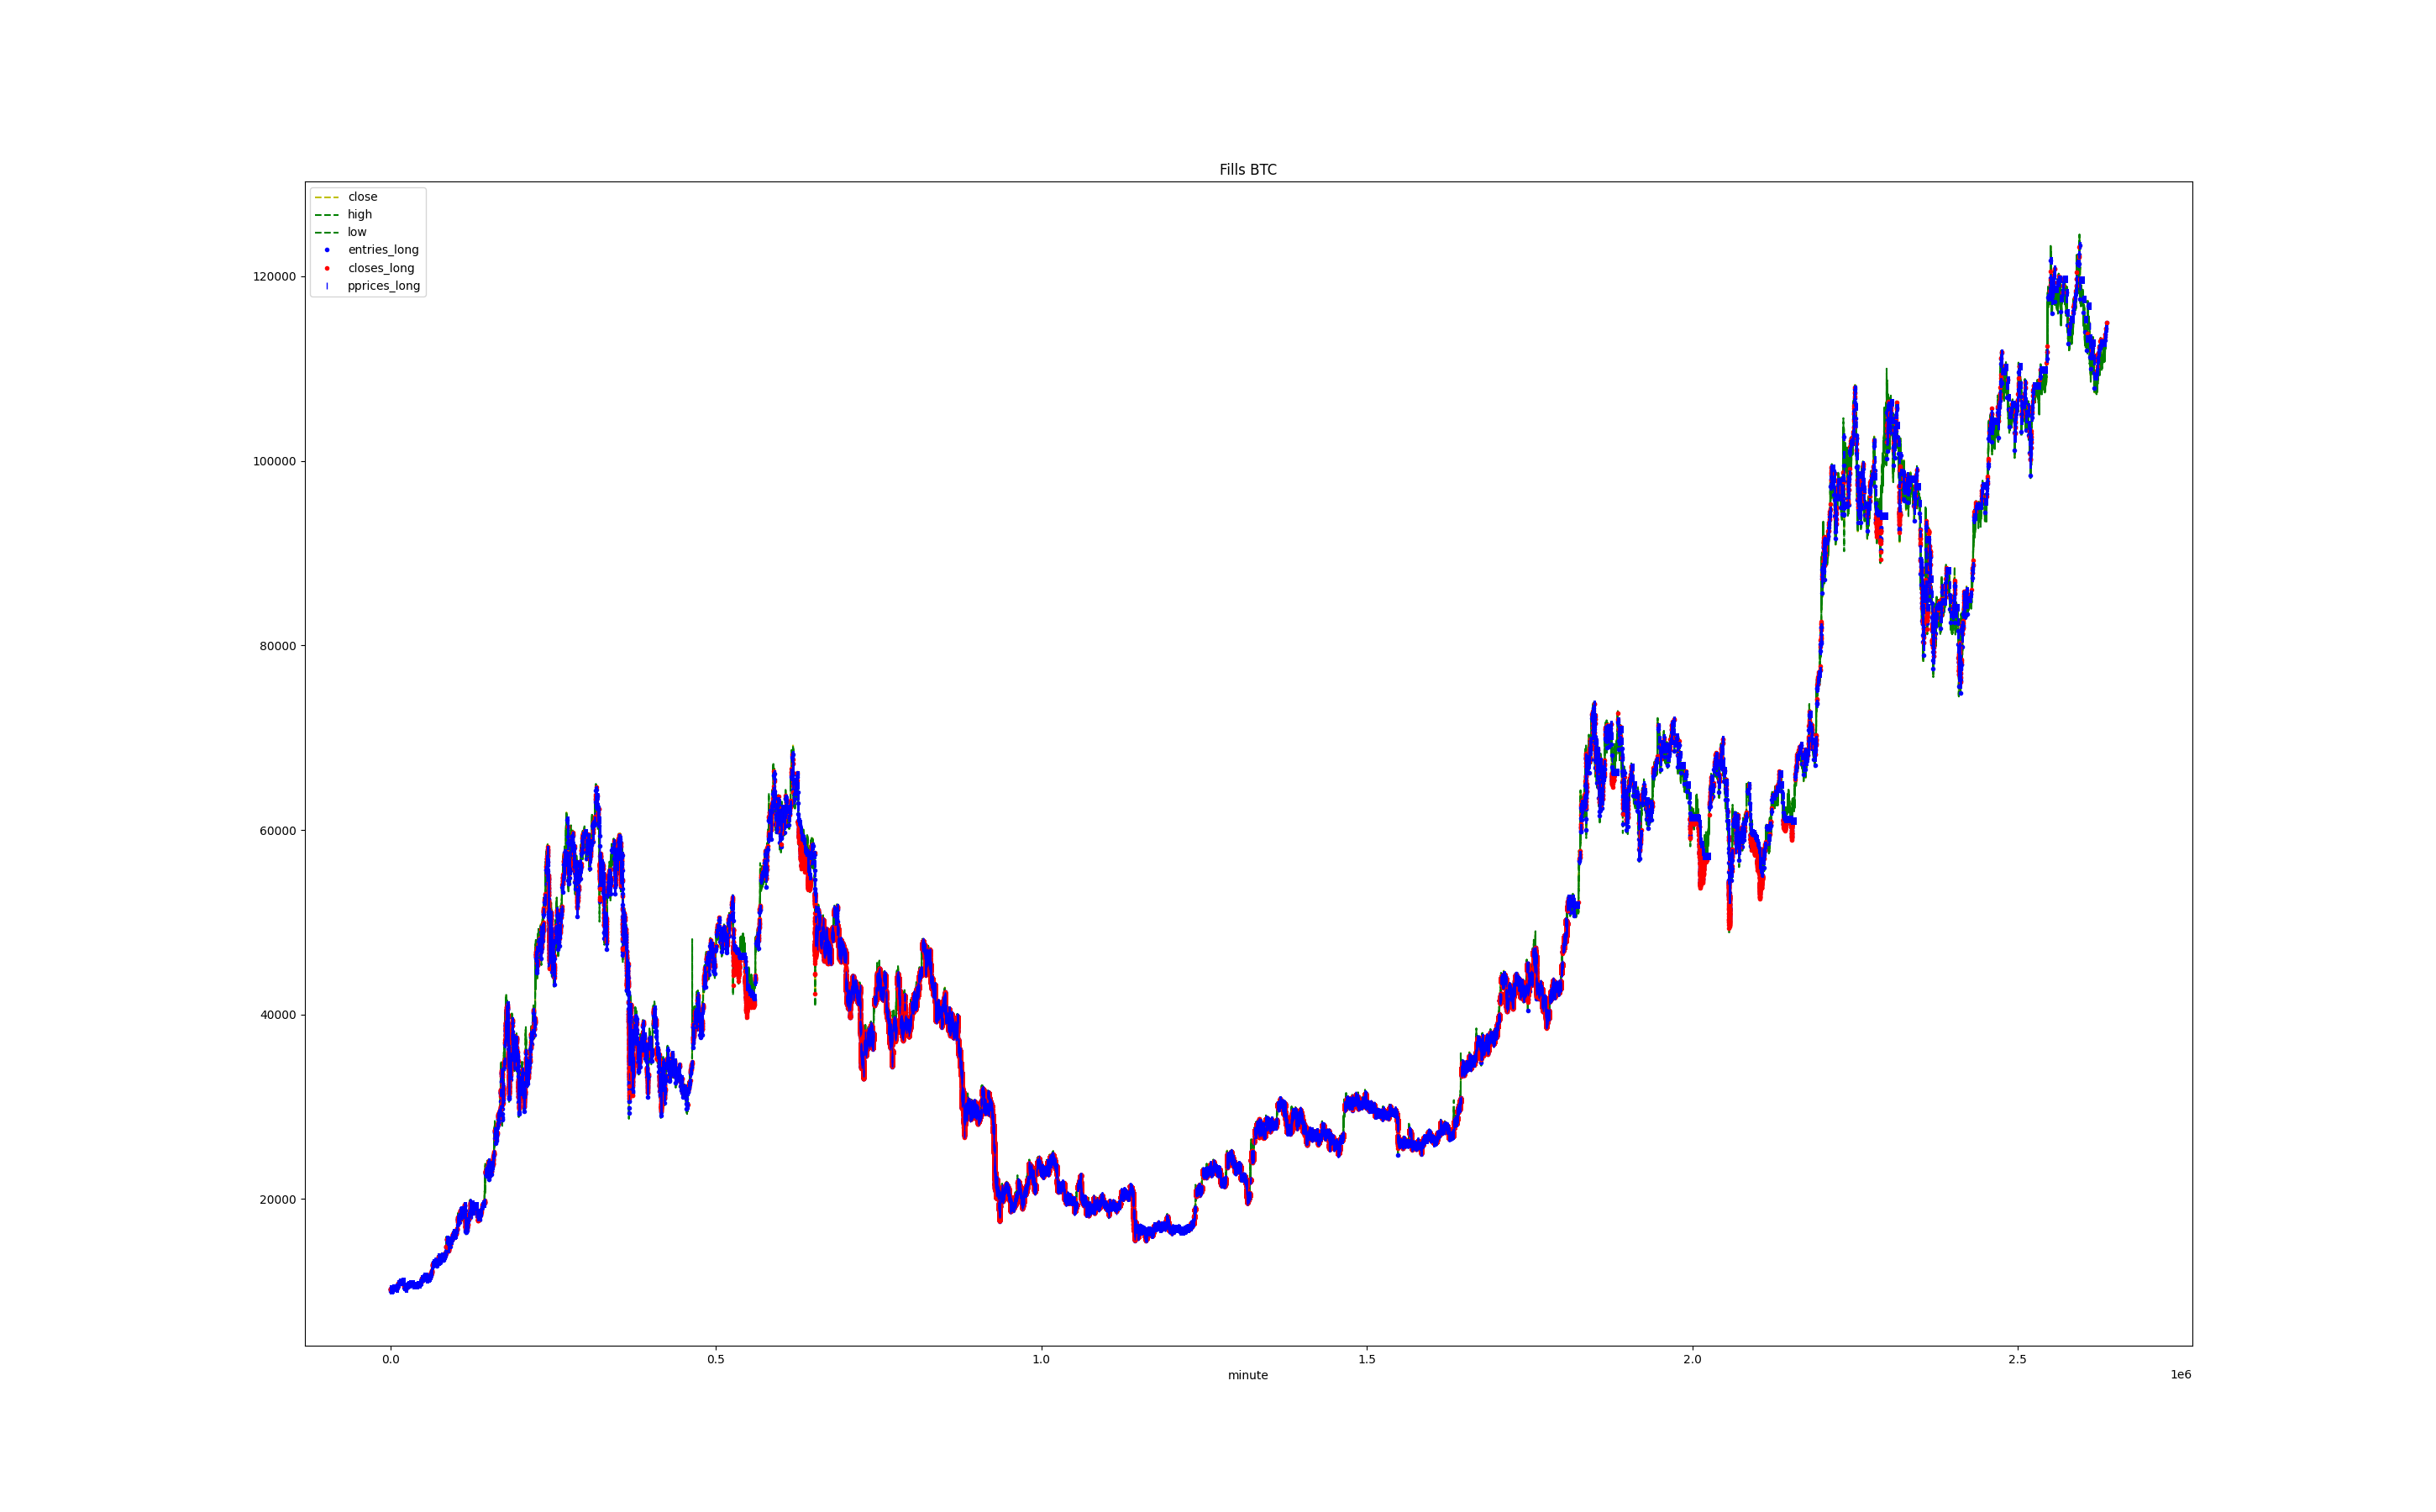 Fills BTC
close
high
low
entries_long
closes_long
pprices_long
120000
100000
80000
60000
40000
20000
0.0 0.5 1.0 1.5 2.0 2.5
minute
1e6